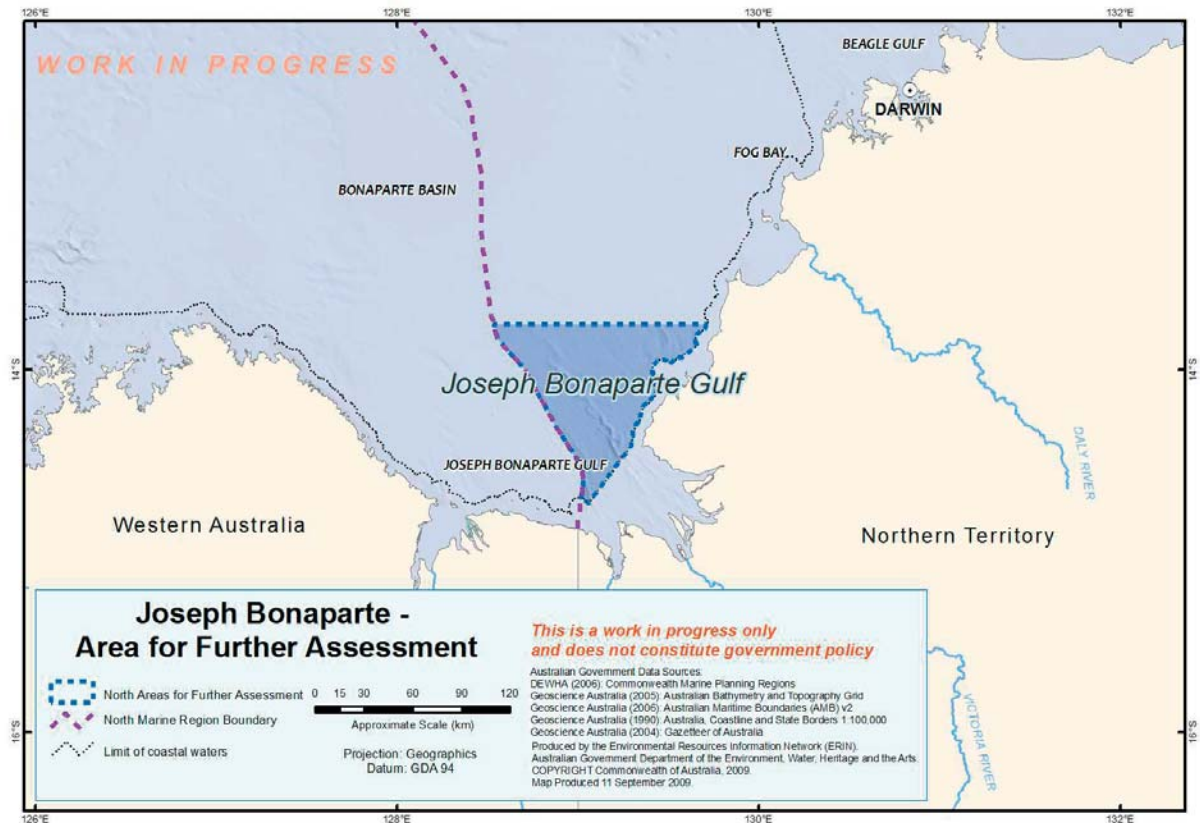 126°E 128°E 130°E 132°E
WORK IN PROGRESS
BEAGLE GULF
DARWIN
FOG BAY
BONAPARTE BASIN
14°S 14°S
Joseph Bonaparte Gulf
JOSEPH BONAPARTE GULF
DALY RIVER
Western Australia
Northern Territory
Joseph Bonaparte -
Area for Further Assessment
North Areas for Further Assessment
North Marine Region Boundary
Limit of coastal waters
0 15 30 60 90 120
Approximate Scale (km)
Projection: Geographics
Datum: GDA 94
This is a work in progress only
and does not constitute government policy
Australian Government Data Sources:
DEWHA (2006): Commonwealth Marine Planning Regions
Geoscience Australia (2005): Australian Bathymetry and Topography Grid
Geoscience Australia (2006): Australian Maritime Boundaries (AMB) v2
Geoscience Australia (1990): Australia, Coastline and State Borders 1:100,000
Geoscience Australia (2004): Gazetteer of Australia
Produced by the Environmental Resources Information Network (ERIN).
Australian Government Department of the Environment, Water, Heritage and the Arts.
COPYRIGHT Commonwealth of Australia, 2009.
Map Produced 11 September 2009.
VICTORIA RIVER
16°S 16°S
126°E 128°E 130°E 132°E